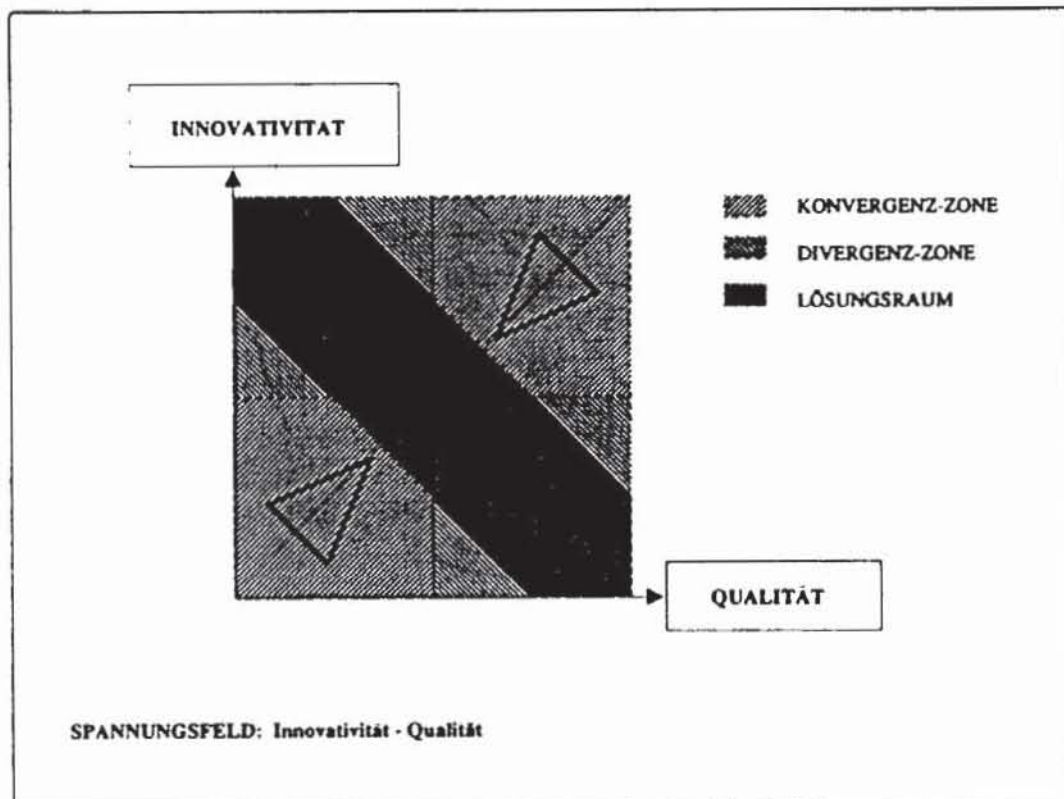 INNOVATIVITAT
KONVERGENZ-ZONE
DIVERGENZ-ZONE
LÖSUNGSRAUM
QUALITÄT
SPANNUNGSFELD: Innovativität - Qualität